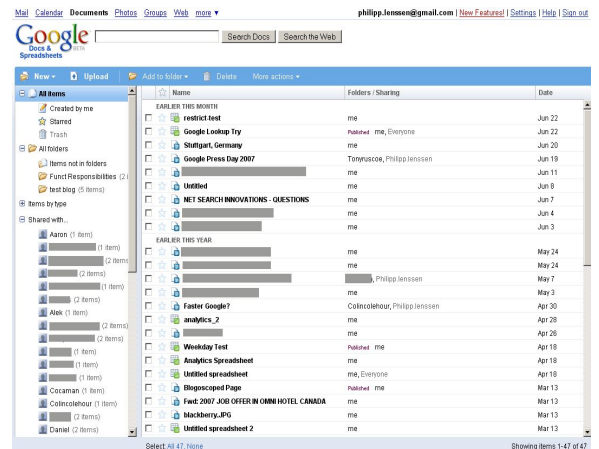 Mail Calendar Documents Photos Groups Web more ▼ philipp.lenssen@gmail.com | New Features! | Settings | Help | Sign out
Google Docs & Spreadsheets BETA Search Docs Search the Web
New Upload Add to folder Delete More actions
All items
Created by me
Starred
Trash
All folders
Items not in folders
Funct Responsibilities (2 i
test blog (5 items)
Items by type
Shared with...
Aaron (1 item)
(1 item)
(2 items
(2 items)
(1 item)
(2 items)
Alek (1 item)
(2 items)
(2 items)
(1 item)
(1 item)
(1 item)
Cocaman (1 item)
Colincolehour (1 item)
(2 items)
Daniel (2 items)
Name Folders / Sharing Date
EARLIER THIS MONTH
restrict-test me Jun 22
Google Lookup Try Published me, Everyone Jun 22
Stuttgart, Germany me Jun 20
Google Press Day 2007 Tonyruscoe, Philipp.lenssen Jun 19
me Jun 11
Untitled me Jun 8
NET SEARCH INNOVATIONS - QUESTIONS me Jun 7
me Jun 4
me Jun 3
EARLIER THIS YEAR
me May 24
me May 24
, Philipp.lenssen May 7
me May 3
Faster Google? Colincolehour, Philipp.lenssen Apr 30
analytics_2 me Apr 28
me Apr 26
Weekday Test Published me Apr 18
Analytics Spreadsheet me Apr 18
Untitled spreadsheet me, Everyone Apr 18
Blogoscoped Page Published me Mar 13
Fwd: 2007 JOB OFFER IN OMNI HOTEL CANADA me Mar 13
blackberry.JPG me Mar 13
Untitled spreadsheet 2 me Mar 13
Select: All 47, None Showing items 1-47 of 47